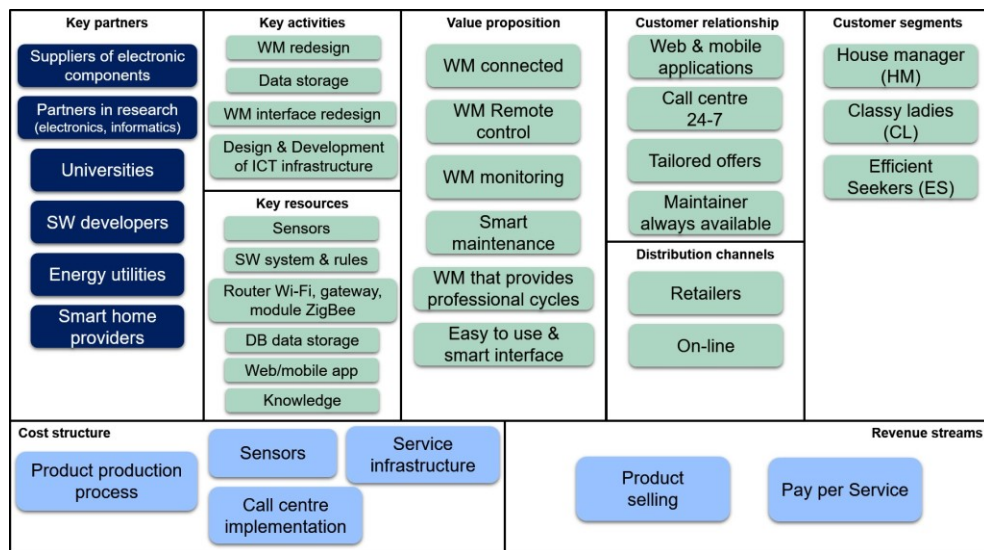 Key partners
Suppliers of electronic
components
Partners in research
(electronics, informatics)
Universities
SW developers
Energy utilities
Smart home
providers
Key activities
WM redesign
Data storage
WM interface redesign
Design & Development
of ICT infrastructure
Key resources
Sensors
SW system & rules
Router Wi-Fi, gateway,
module ZigBee
DB data storage
Web/mobile app
Knowledge
Value proposition
WM connected
WM Remote
control
WM monitoring
Smart
maintenance
WM that provides
professional cycles
Easy to use &
smart interface
Customer relationship
Web & mobile
applications
Call centre
24-7
Tailored offers
Maintainer
always available
Distribution channels
Retailers
On-line
Customer segments
House manager
(HM)
Classy ladies
(CL)
Efficient
Seekers (ES)
Cost structure
Product production
process
Sensors
Service
infrastructure
Call centre
implementation
Revenue streams
Product
selling
Pay per Service